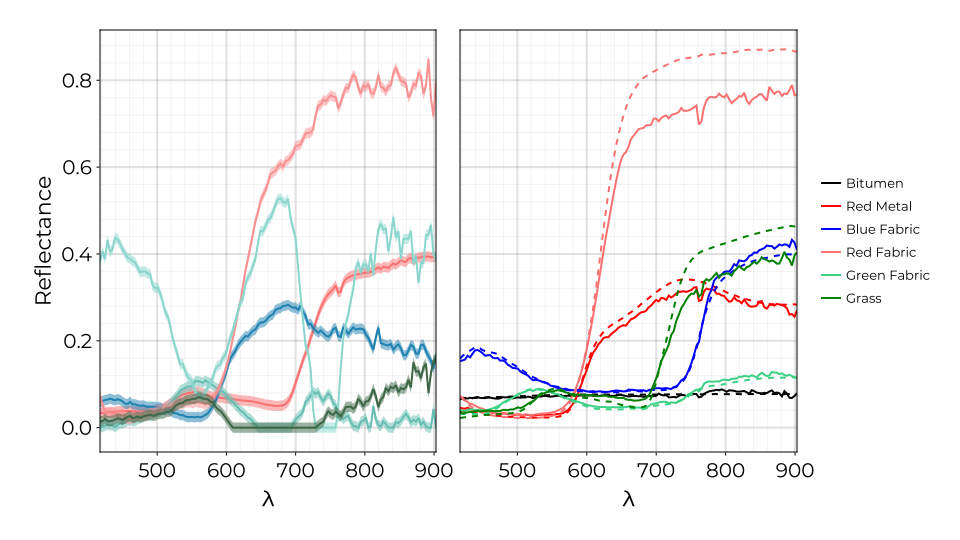 Reflectance
0.8
0.6
0.4
0.2
0.0
500 600 700 800 900
λ
500 600 700 800 900
λ
Bitumen
Red Metal
Blue Fabric
Red Fabric
Green Fabric
Grass